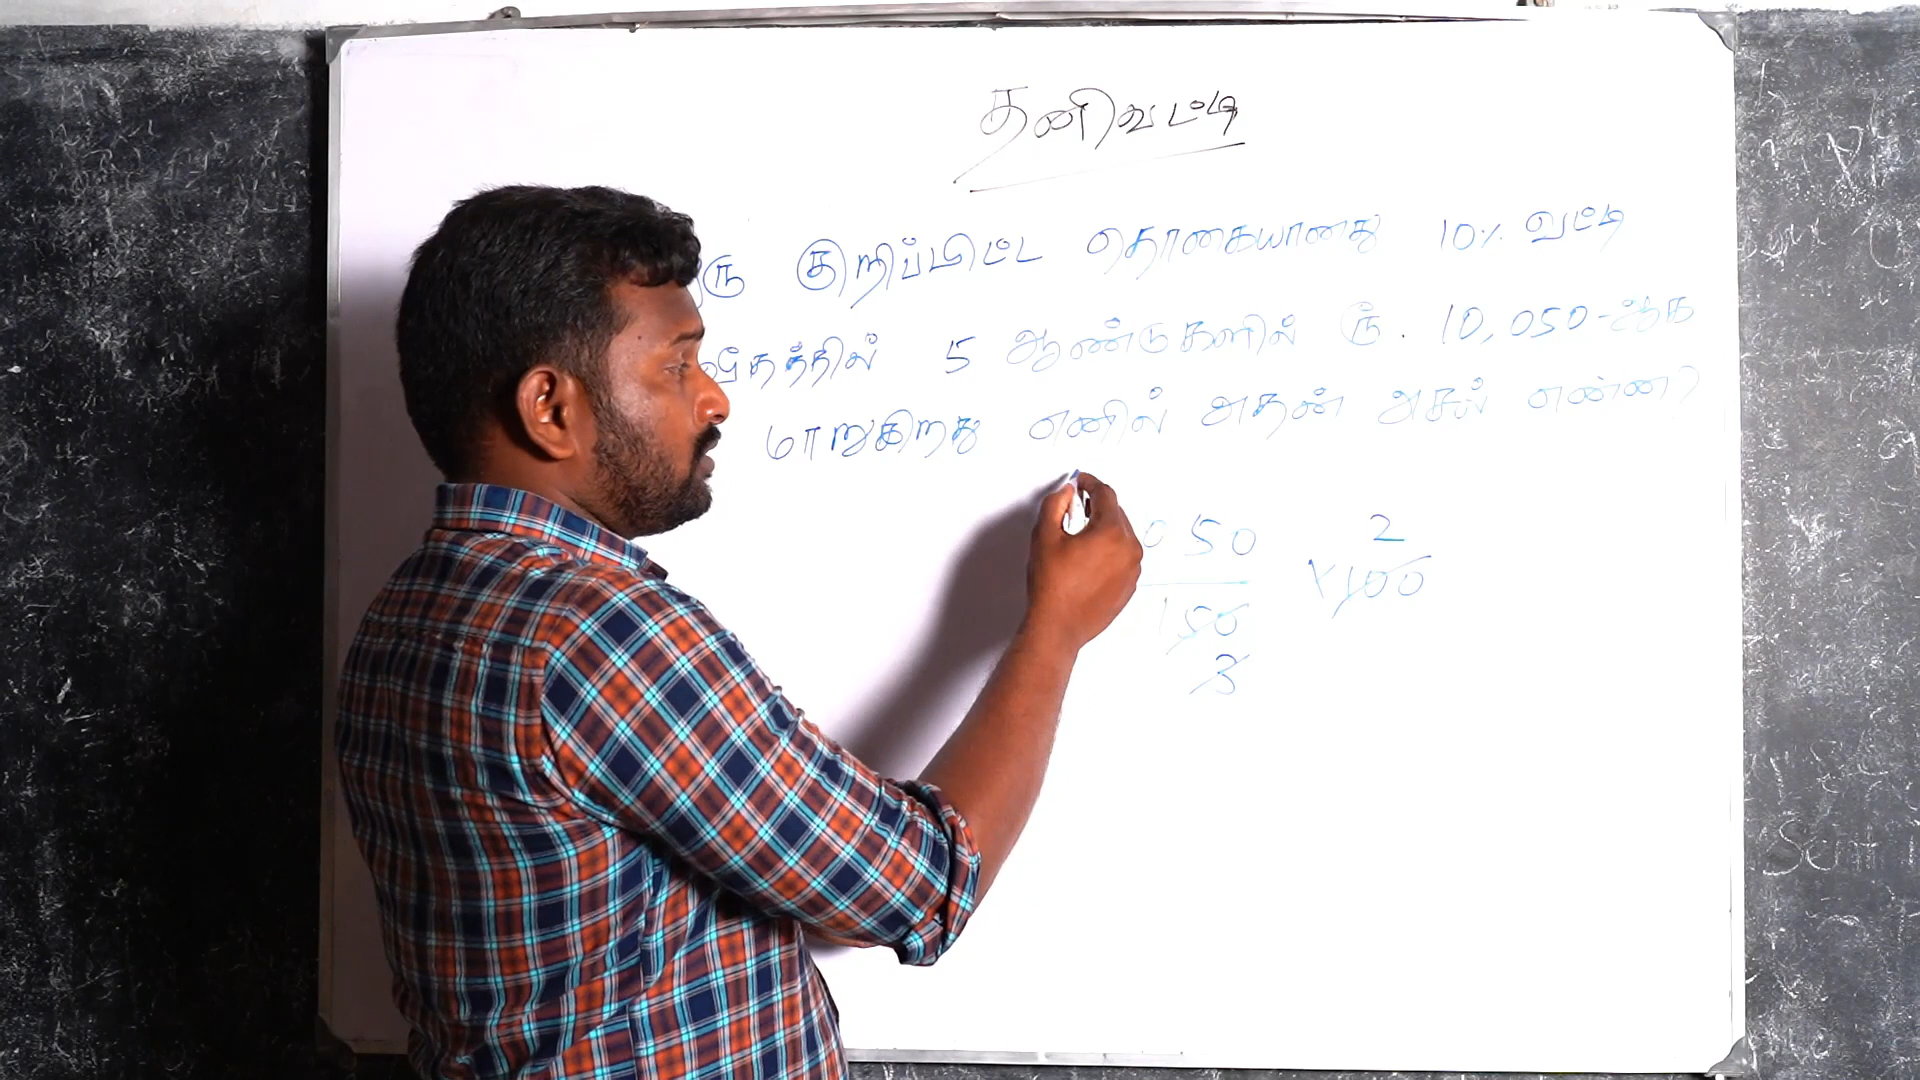 தனிவட்டி
குறிப்பிட்ட தொகையானது 10% வட்டி
வீதத்தில் 5 ஆண்டுகளில் ரூ. 10,050-ஆக
மாறுகிறது எனில் அதன் அசல் என்ன?
2
050 × 100
150
3